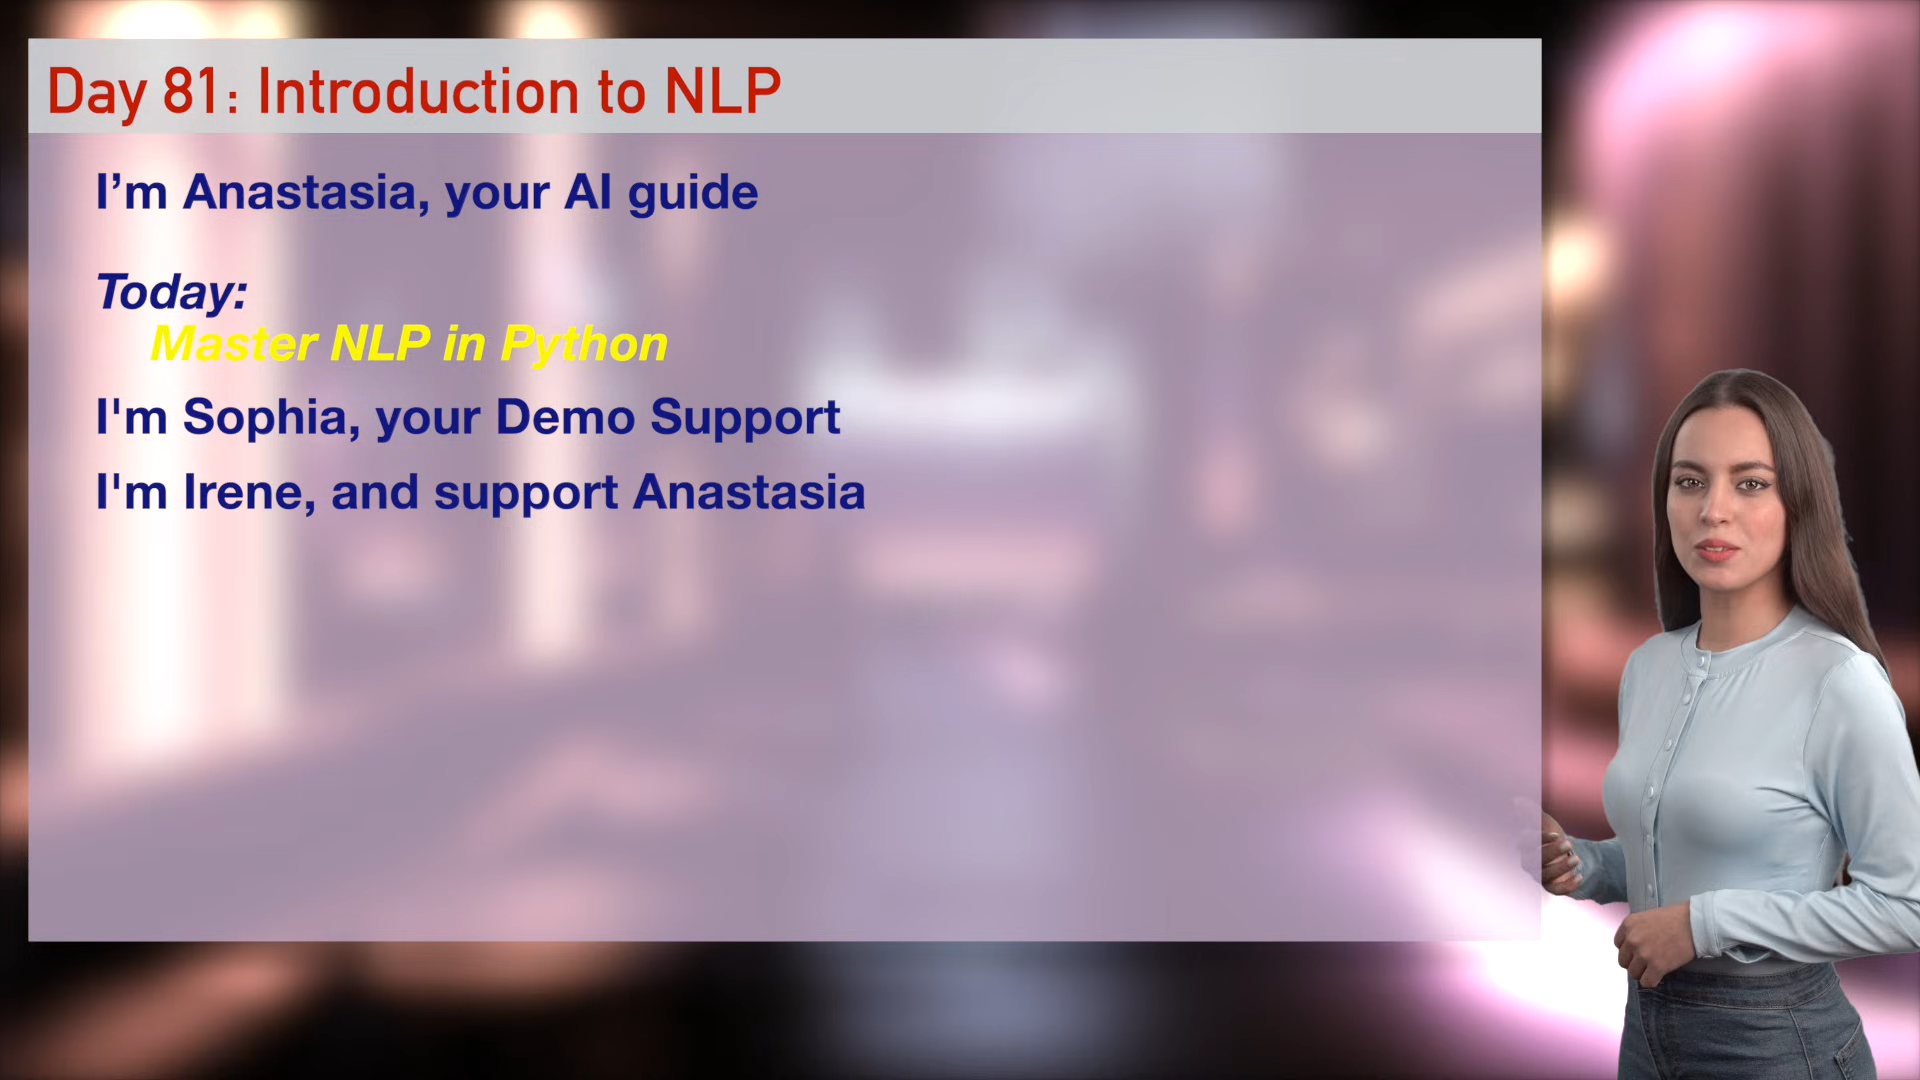 Day 81: Introduction to NLP
I’m Anastasia, your AI guide
Today:
Master NLP in Python
I'm Sophia, your Demo Support
I'm Irene, and support Anastasia